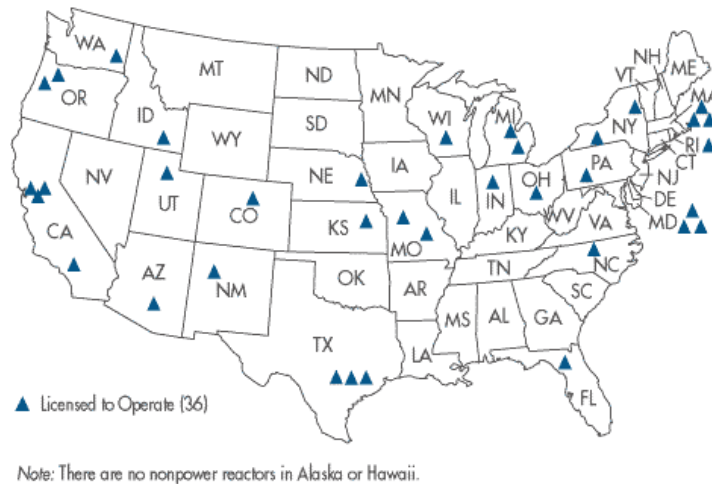 WA
MT
ND
MN
VT
NH
ME
OR
ID
WY
SD
WI
MI
NY
MA
RI
CT
NV
UT
CO
NE
IA
IL
IN
OH
PA
NJ
DE
MD
CA
KS
MO
KY
WV
VA
AZ
NM
OK
AR
TN
NC
SC
TX
LA
MS
AL
GA
FL
Licensed to Operate (36)
Note: There are no nonpower reactors in Alaska or Hawaii.